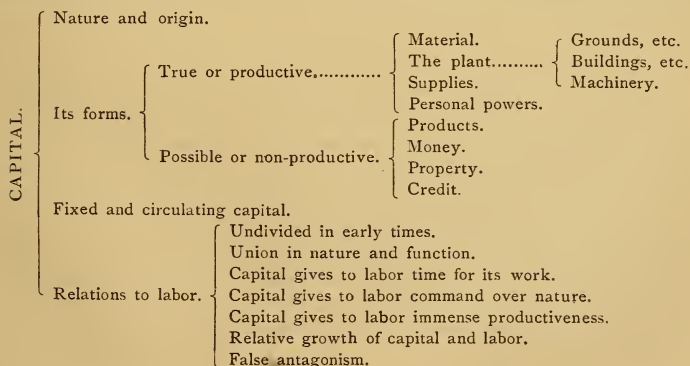 CAPITAL.
Nature and origin.
Its forms.
True or productive............
Material.
The plant..........
Grounds, etc.
Buildings, etc.
Machinery.
Supplies.
Personal powers.
Possible or non-productive.
Products.
Money.
Property.
Credit.
Fixed and circulating capital.
Relations to labor.
Undivided in early times.
Union in nature and function.
Capital gives to labor time for its work.
Capital gives to labor command over nature.
Capital gives to labor immense productiveness.
Relative growth of capital and labor.
False antagonism.